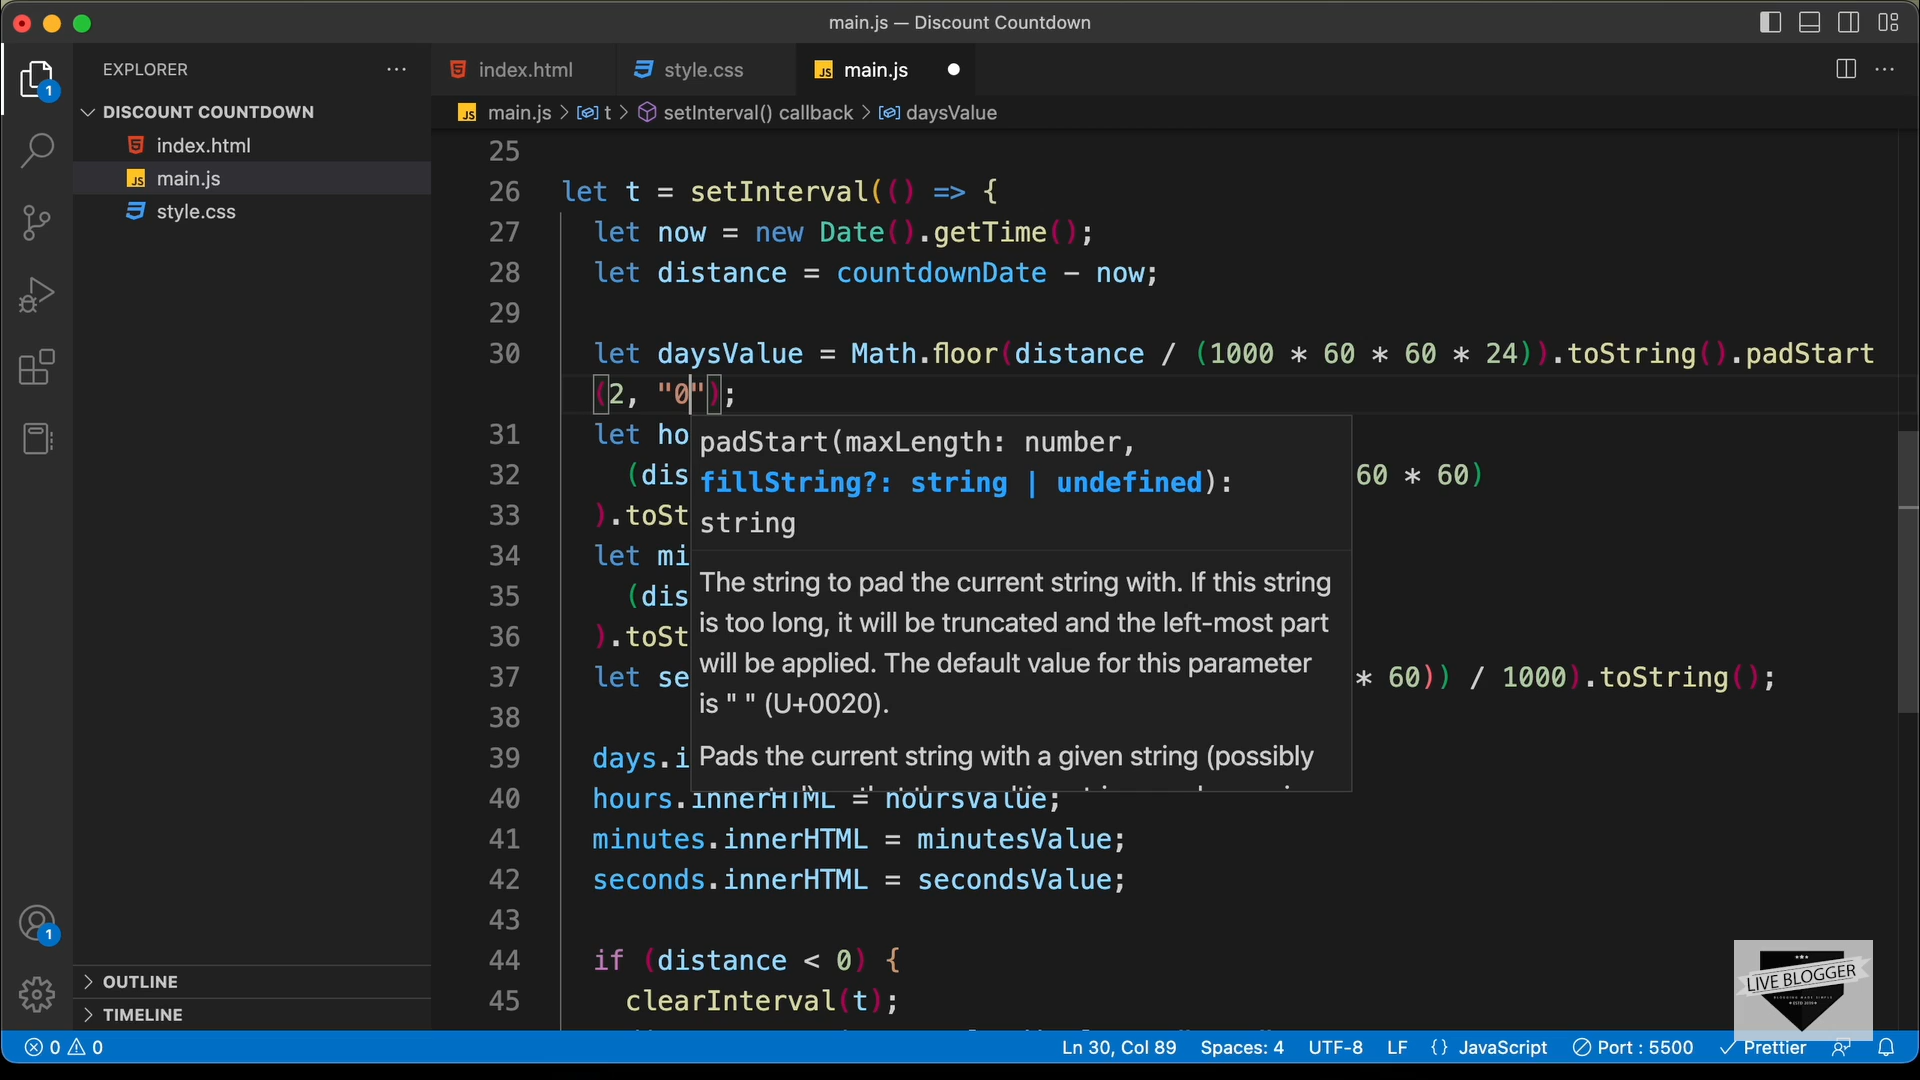 main.js — Discount Countdown
EXPLORER
index.html
style.css
main.js
DISCOUNT COUNTDOWN
index.html
main.js
style.css
main.js > t > setInterval() callback > daysValue
25
26 let t = setInterval(() => {
27 let now = new Date().getTime();
28 let distance = countdownDate - now;
29
30 let daysValue = Math.floor(distance / (1000 * 60 * 60 * 24)).toString().padStart
(2, "0");
31 let ho
32 (dis 60 * 60)
33 ).toSt
34 let mi
35 (dis
36 ).toSt
37 let se * 60)) / 1000).toString();
38
39 days.i
40 hours.innerHTML = hoursValue;
41 minutes.innerHTML = minutesValue;
42 seconds.innerHTML = secondsValue;
43
44 if (distance < 0) {
45 clearInterval(t);
padStart(maxLength: number,
fillString?: string | undefined):
string
The string to pad the current string with. If this string
is too long, it will be truncated and the left-most part
will be applied. The default value for this parameter
is " " (U+0020).
Pads the current string with a given string (possibly
OUTLINE
TIMELINE
1
1
LIVE BLOGGER
0 0
Ln 30, Col 89 Spaces: 4 UTF-8 LF {} JavaScript Port : 5500 Prettier